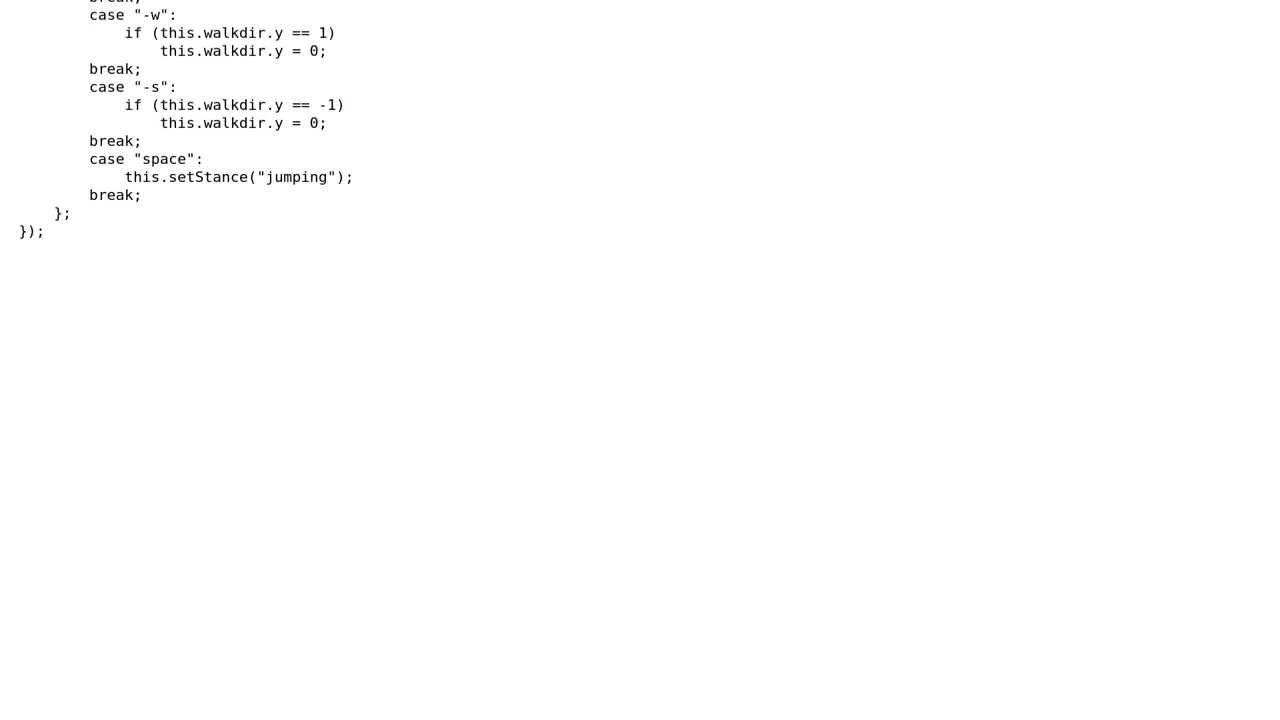 break;
        case "-w":
            if (this.walkdir.y == 1)
                this.walkdir.y = 0;
        break;
        case "-s":
            if (this.walkdir.y == -1)
                this.walkdir.y = 0;
        break;
        case "space":
            this.setStance("jumping");
        break;
    };
});